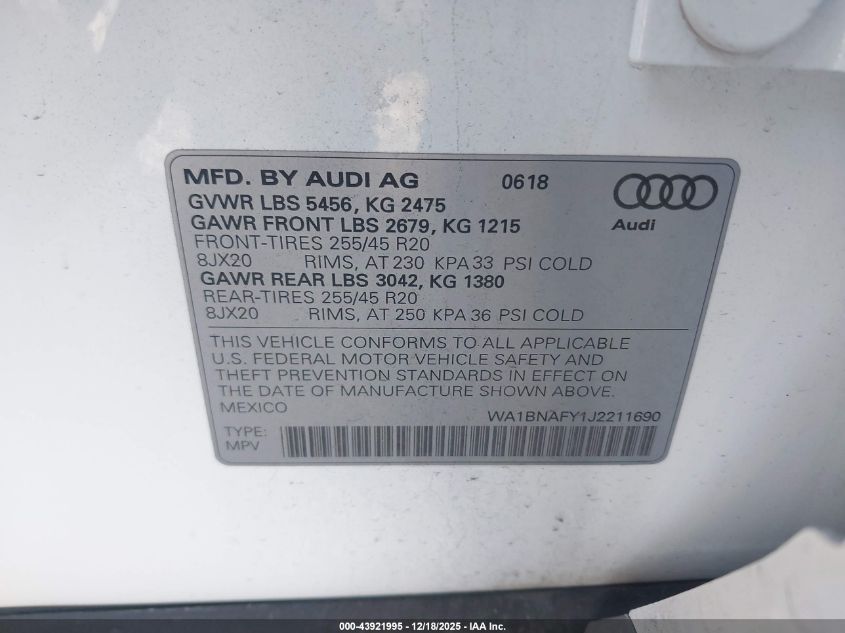 MFD. BY AUDI AG 0618
GVWR LBS 5456, KG 2475
GAWR FRONT LBS 2679, KG 1215
Audi
FRONT-TIRES 255/45 R20
8JX20 RIMS, AT 230 KPA 33 PSI COLD
GAWR REAR LBS 3042, KG 1380
REAR-TIRES 255/45 R20
8JX20 RIMS, AT 250 KPA 36 PSI COLD
THIS VEHICLE CONFORMS TO ALL APPLICABLE
U.S. FEDERAL MOTOR VEHICLE SAFETY AND
THEFT PREVENTION STANDARDS IN EFFECT ON
THE DATE OF MANUFACTURE SHOWN ABOVE.
MEXICO WA1BNAFY1J2211690
TYPE:
MPV
000-43921995 - 12/18/2025 - IAA Inc.